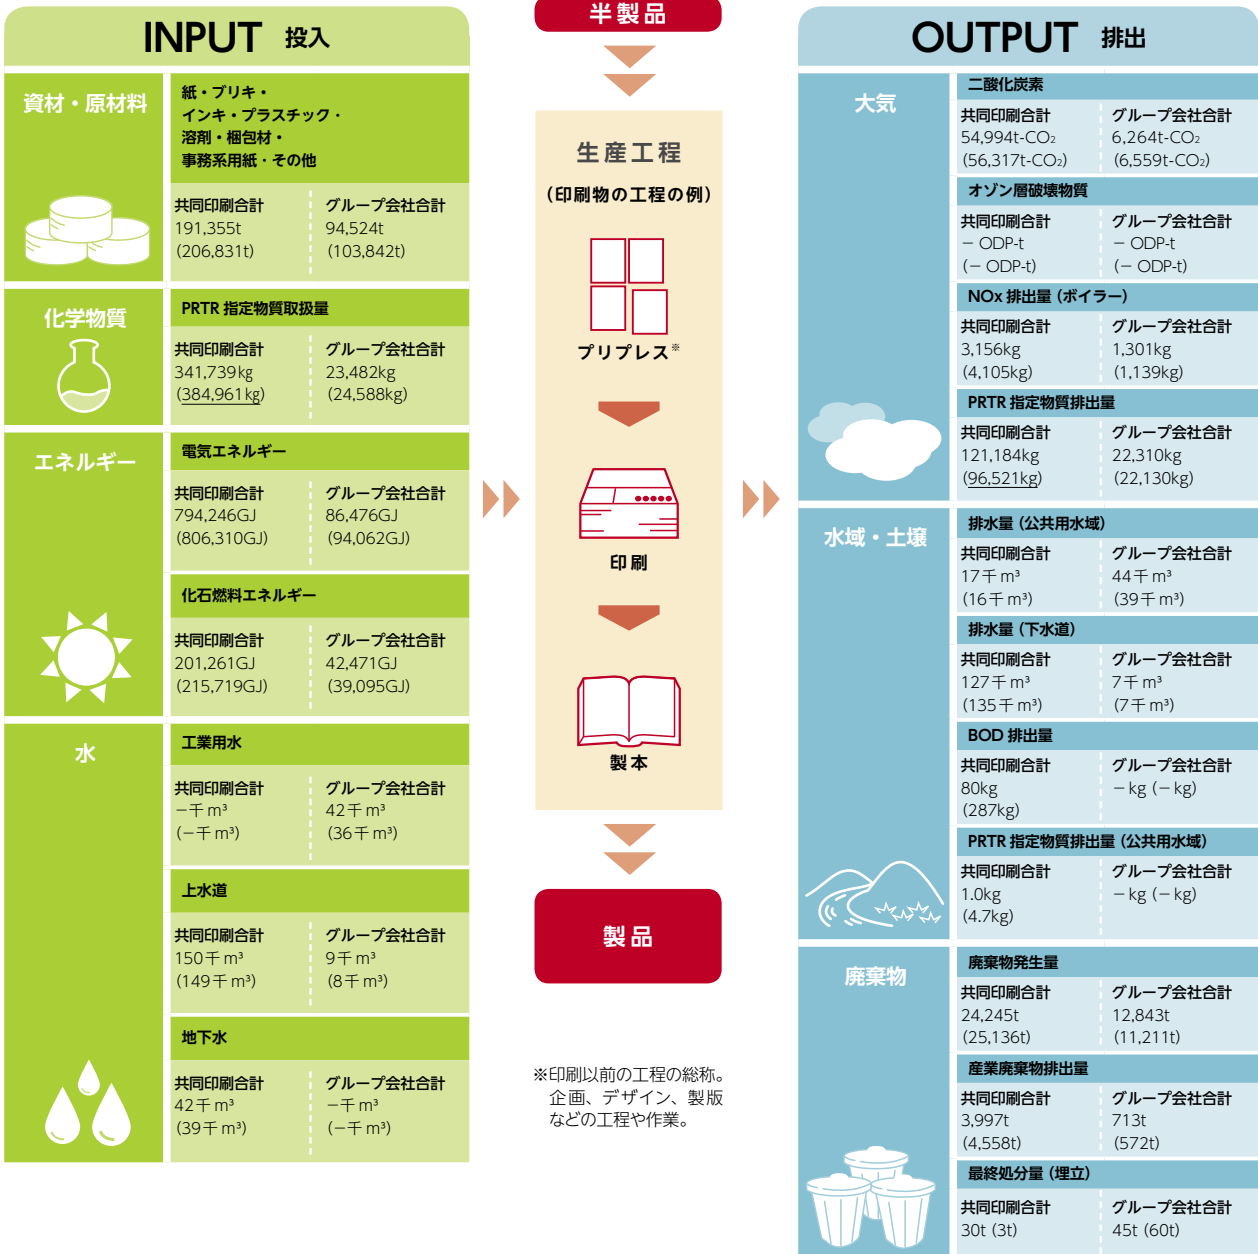 INPUT 投入
資材・原材料
紙・ブリキ・
インキ・プラスチック・
溶剤・梱包材・
事務系用紙・その他
共同印刷合計 グループ会社合計
191,355t 94,524t
(206,831t) (103,842t)
化学物質
PRTR 指定物質取扱量
共同印刷合計 グループ会社合計
341,739kg 23,482kg
(384,961kg) (24,588kg)
エネルギー
電気エネルギー
共同印刷合計 グループ会社合計
794,246GJ 86,476GJ
(806,310GJ) (94,062GJ)
化石燃料エネルギー
共同印刷合計 グループ会社合計
201,261GJ 42,471GJ
(215,719GJ) (39,095GJ)
水
工業用水
共同印刷合計 グループ会社合計
−千m³ 42千m³
(−千m³) (36千m³)
上水道
共同印刷合計 グループ会社合計
150千m³ 9千m³
(149千m³) (8千m³)
地下水
共同印刷合計 グループ会社合計
42千m³ −千m³
(39千m³) (−千m³)
半製品
生産工程
(印刷物の工程の例)
プリプレス※
印刷
製本
製品
※印刷以前の工程の総称。
企画、デザイン、製版
などの工程や作業。
OUTPUT 排出
大気
二酸化炭素
共同印刷合計 グループ会社合計
54,994t-CO₂ 6,264t-CO₂
(56,317t-CO₂) (6,559t-CO₂)
オゾン層破壊物質
共同印刷合計 グループ会社合計
− ODP-t − ODP-t
(− ODP-t) (− ODP-t)
NOx 排出量（ボイラー）
共同印刷合計 グループ会社合計
3,156kg 1,301kg
(4,105kg) (1,139kg)
PRTR 指定物質排出量
共同印刷合計 グループ会社合計
121,184kg 22,310kg
(96,521kg) (22,130kg)
水域・土壌
排水量（公共用水域）
共同印刷合計 グループ会社合計
17千m³ 44千m³
(16千m³) (39千m³)
排水量（下水道）
共同印刷合計 グループ会社合計
127千m³ 7千m³
(135千m³) (7千m³)
BOD 排出量
共同印刷合計 グループ会社合計
80kg −kg (−kg)
(287kg)
PRTR 指定物質排出量（公共用水域）
共同印刷合計 グループ会社合計
1.0kg −kg (−kg)
(4.7kg)
廃棄物
廃棄物発生量
共同印刷合計 グループ会社合計
24,245t 12,843t
(25,136t) (11,211t)
産業廃棄物排出量
共同印刷合計 グループ会社合計
3,997t 713t
(4,558t) (572t)
最終処分量（埋立）
共同印刷合計 グループ会社合計
30t (3t) 45t (60t)